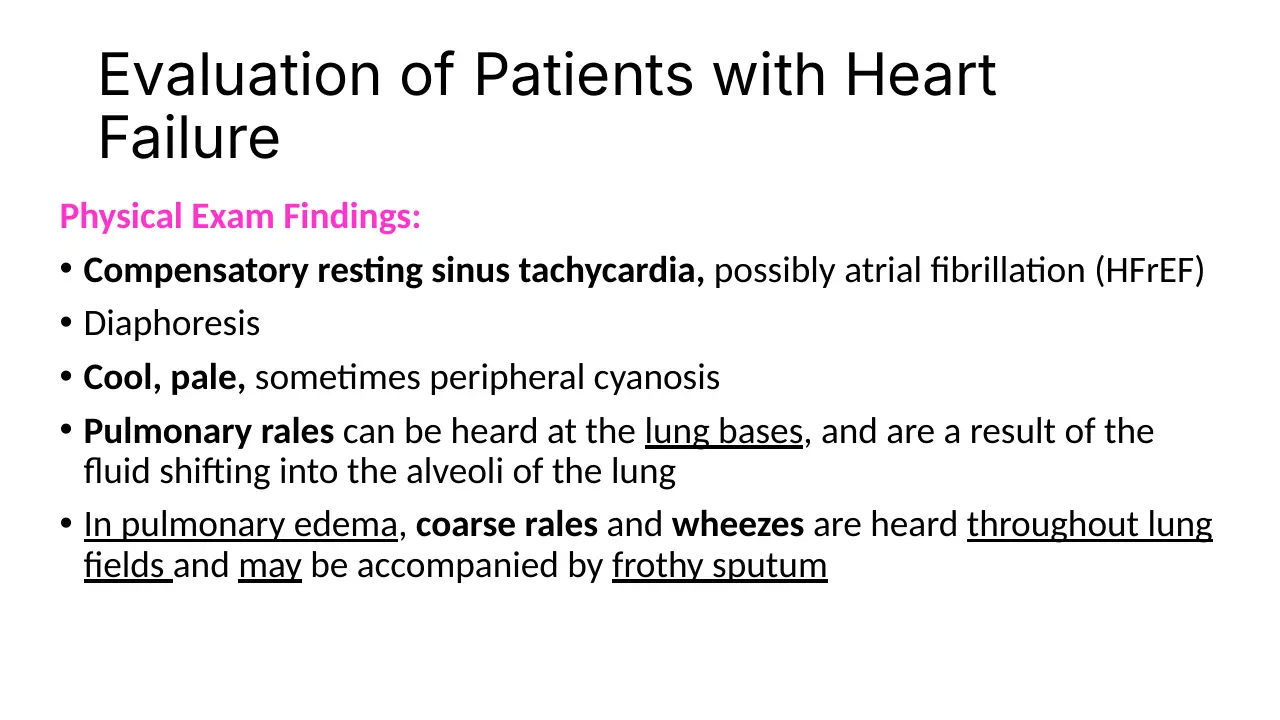 Evaluation of Patients with Heart
Failure
Physical Exam Findings:
• Compensatory resting sinus tachycardia, possibly atrial fibrillation (HFrEF)
• Diaphoresis
• Cool, pale, sometimes peripheral cyanosis
• Pulmonary rales can be heard at the lung bases, and are a result of the
fluid shifting into the alveoli of the lung
• In pulmonary edema, coarse rales and wheezes are heard throughout lung
fields and may be accompanied by frothy sputum